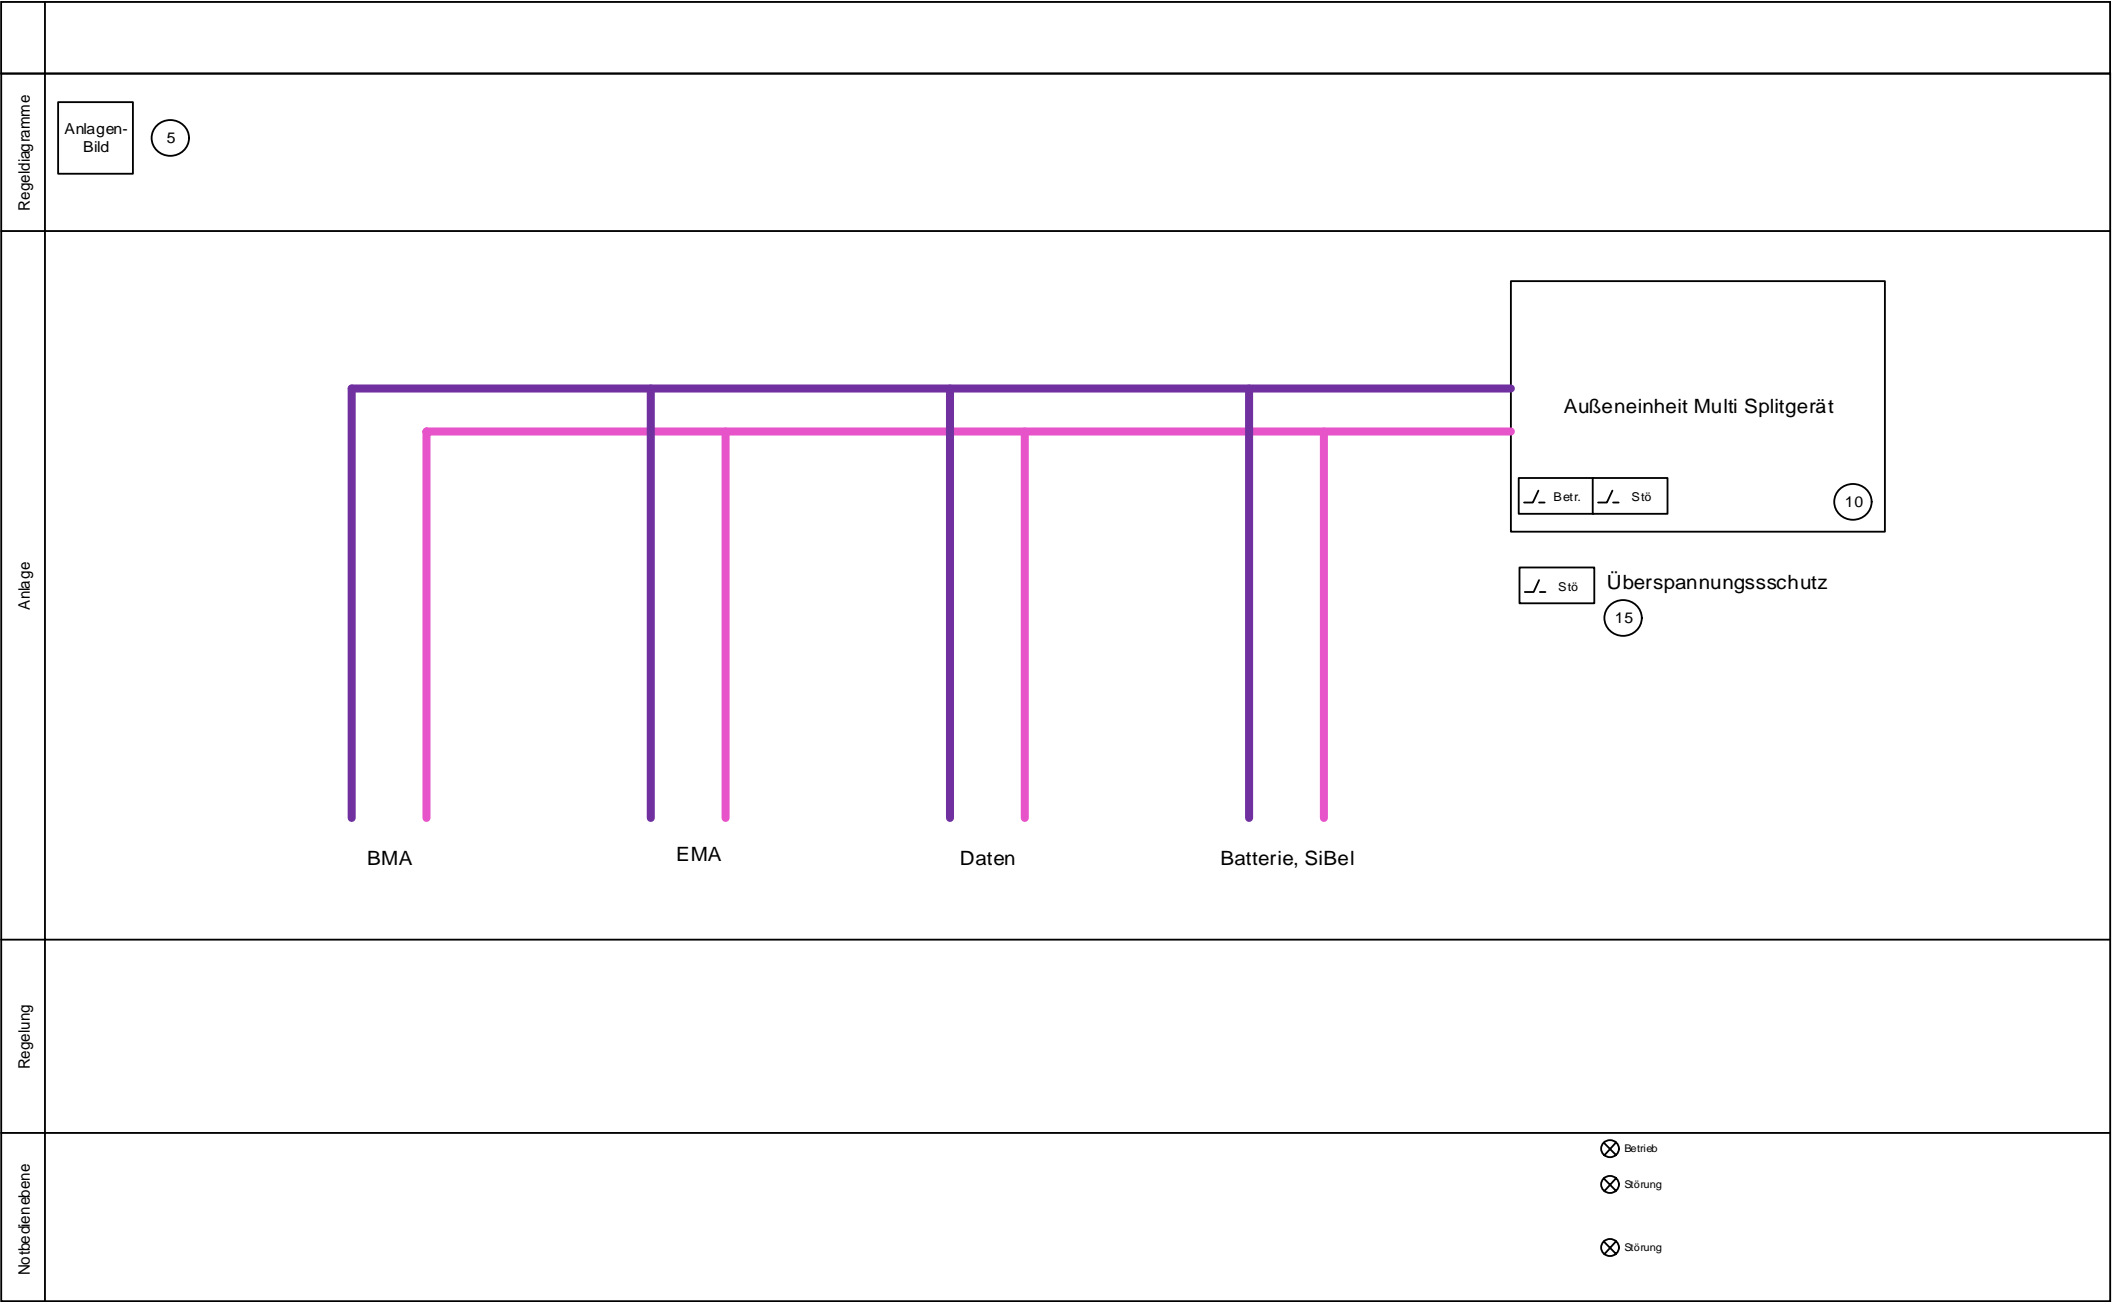 Regeldiagramme
Anlagen-
Bild
5
Anlage
Außeneinheit Multi Splitgerät
Betr.
Stö
10
Stö
Überspannungssschutz
15
BMA
EMA
Daten
Batterie, SiBel
Regelung
Notbedienebene
Betrieb
Störung
Störung